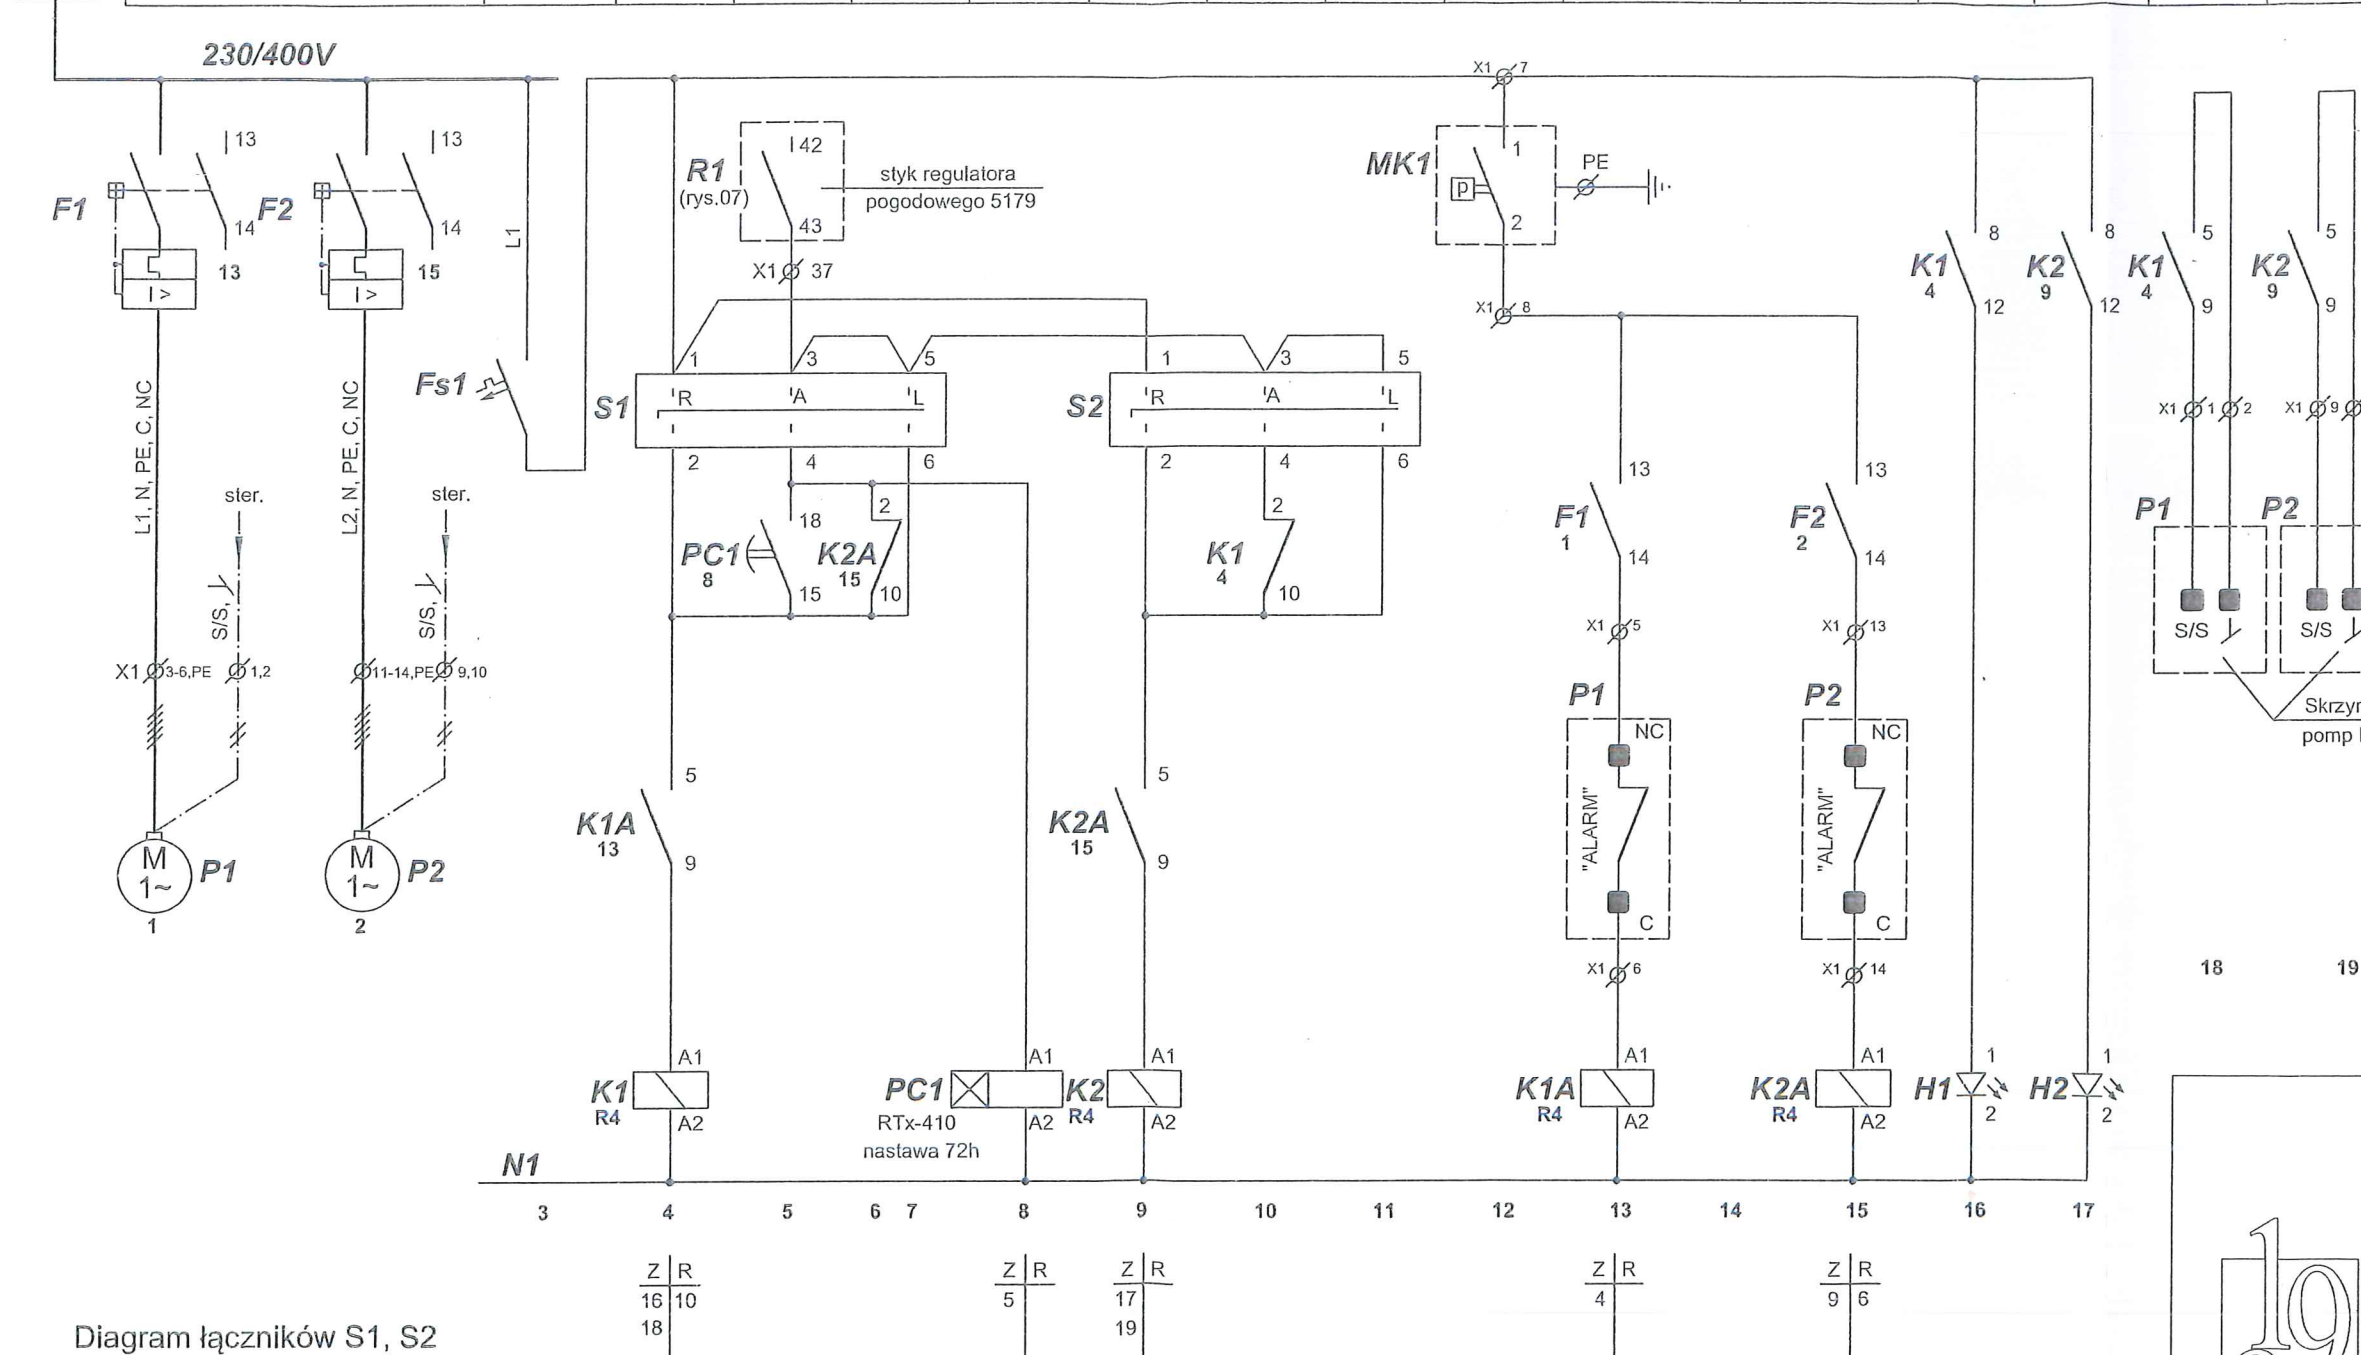 230/400V
13
13
X1 7
F1
14
F2
14
13
15
I >
I >
L1
R1
(rys.07)
42
43
styk regulatora
pogodowego 5179
X1 37
MK1
1
p
2
PE
X1 8
K1
4
8
12
K2
9
8
12
K1
4
5
9
K2
9
5
9
L1, N, PE, C, NC
L2, N, PE, C, NC
Fs1
S1
1
3
5
'R
'A
'L
2
4
6
S2
1
3
5
'R
'A
'L
2
4
6
X1 1
2
X1 9
ster.
ster.
S/S,
S/S,
PC1
8
18
15
K2A
15
2
10
K1
4
2
10
F1
1
13
14
F2
2
13
14
P1
P2
S/S
S/S
X1 5
X1 13
X1 3-6,PE
1,2
11-14,PE
9,10
P1
P2
NC
NC
"ALARM"
"ALARM"
C
C
pomp
K1A
13
5
9
K2A
15
5
9
M
1~
P1
1
M
1~
P2
2
X1 6
X1 14
18
19
K1
R4
A1
A2
PC1
RTx-410
nastawa 72h
A1
A2
K2
R4
A1
A2
K1A
R4
A1
A2
K2A
R4
A1
A2
H1
1
2
H2
1
2
N1
3 4 5 6 7 8 9 10 11 12 13 14 15 16 17
Z R
16 10
18
Z R
5
Z R
17
19
Z R
4
Z R
9 6
Diagram łączników S1, S2
19